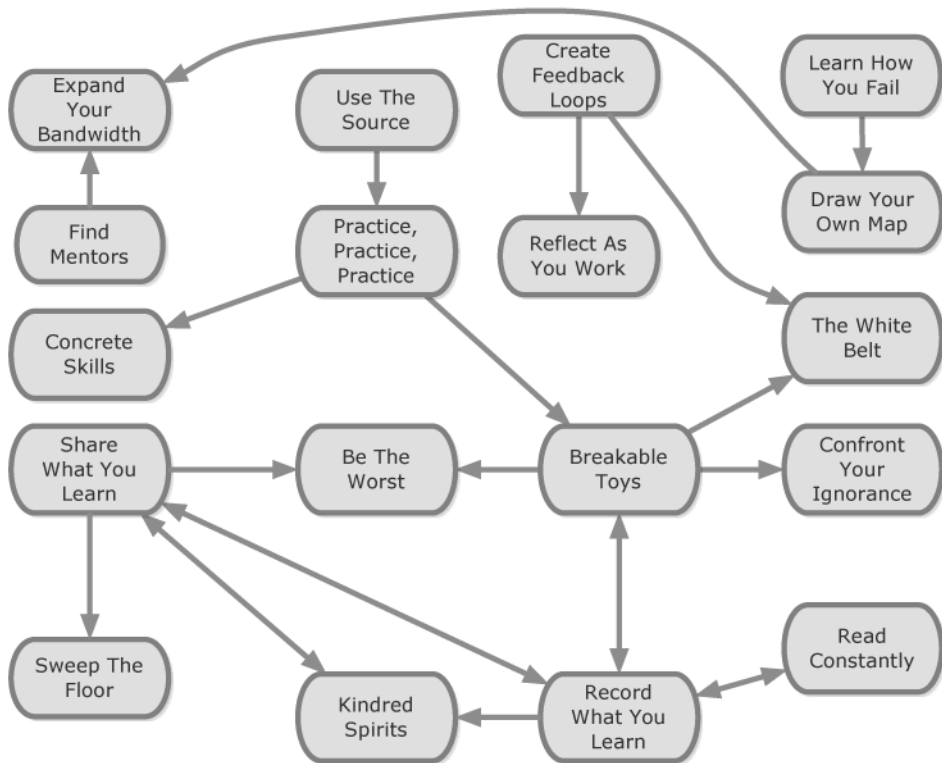 Create
Feedback
Loops
Learn How
You Fail
Expand
Your
Bandwidth
Use The
Source
Draw Your
Own Map
Find
Mentors
Practice,
Practice,
Practice
Reflect As
You Work
Concrete
Skills
The White
Belt
Share
What You
Learn
Be The
Worst
Breakable
Toys
Confront
Your
Ignorance
Sweep The
Floor
Kindred
Spirits
Record
What You
Learn
Read
Constantly